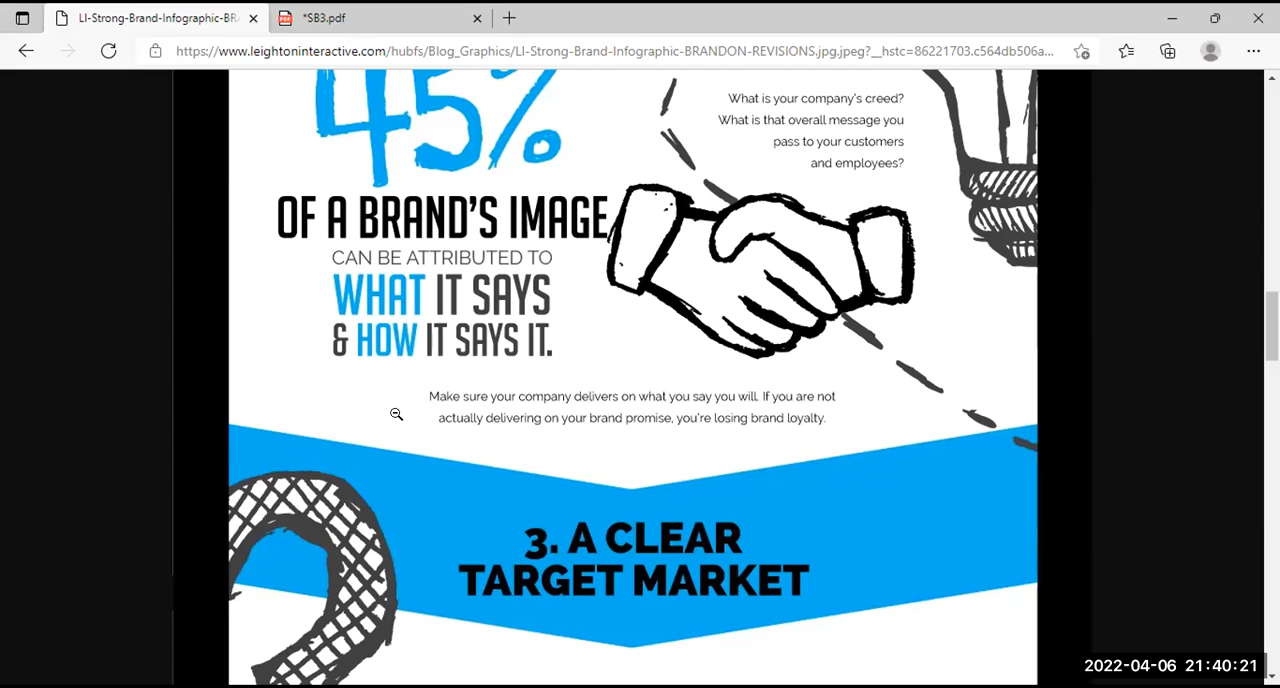 LI-Strong-Brand-Infographic-BRA
*SB3.pdf
https://www.leightoninteractive.com/hubfs/Blog_Graphics/LI-Strong-Brand-Infographic-BRANDON-REVISIONS.jpg.jpeg?__hstc=86221703.c564db506a...
45%
What is your company's creed?
What is that overall message you
pass to your customers
and employees?
OF A BRAND'S IMAGE
CAN BE ATTRIBUTED TO
WHAT IT SAYS
& HOW IT SAYS IT.
Make sure your company delivers on what you say you will. If you are not
actually delivering on your brand promise, you're losing brand loyalty.
3. A CLEAR
TARGET MARKET
2022-04-06 21:40:21